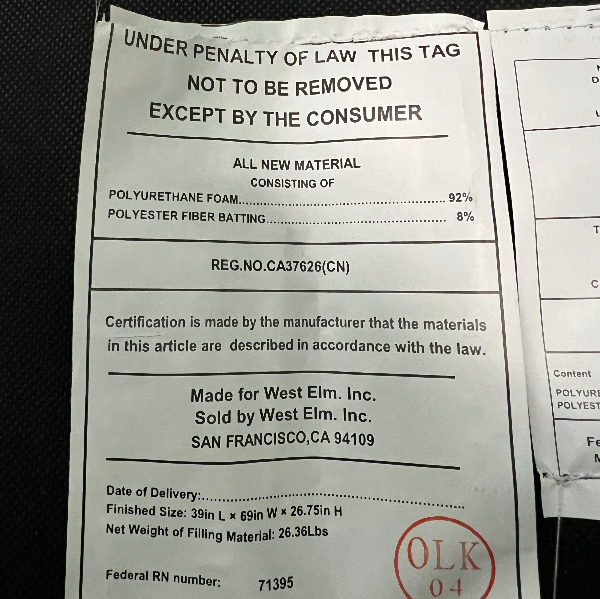 UNDER PENALTY OF LAW THIS TAG
NOT TO BE REMOVED
EXCEPT BY THE CONSUMER
ALL NEW MATERIAL
CONSISTING OF
POLYURETHANE FOAM........................................................ 92%
POLYESTER FIBER BATTING................................................ 8%
REG.NO.CA37626(CN)
Certification is made by the manufacturer that the materials
in this article are described in accordance with the law.
Made for West Elm. Inc.
Sold by West Elm. Inc.
SAN FRANCISCO,CA 94109
Date of Delivery:................................................................
Finished Size: 39in L × 69in W × 26.75in H
Net Weight of Filling Material: 26.36Lbs
Federal RN number: 71395
OLK
04
Content